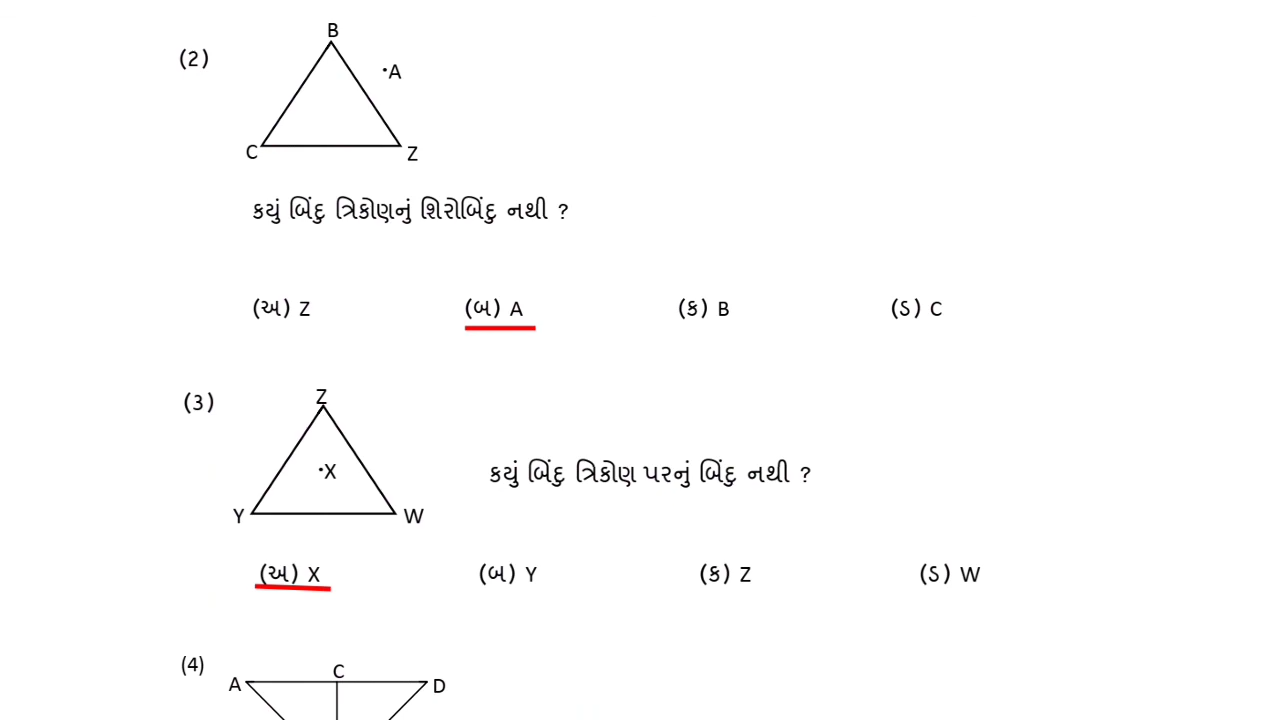 B
(2)
A
C
Z
કયું બિંદુ ત્રિકોણનું શિરોબિંદુ નથી ?
(અ) Z (બ) A (ક) B (ડ) C
Z
(3)
X
કયું બિંદુ ત્રિકોણ પરનું બિંદુ નથી ?
Y
W
(અ) X (બ) Y (ક) Z (ડ) W
(4)
C
A
D